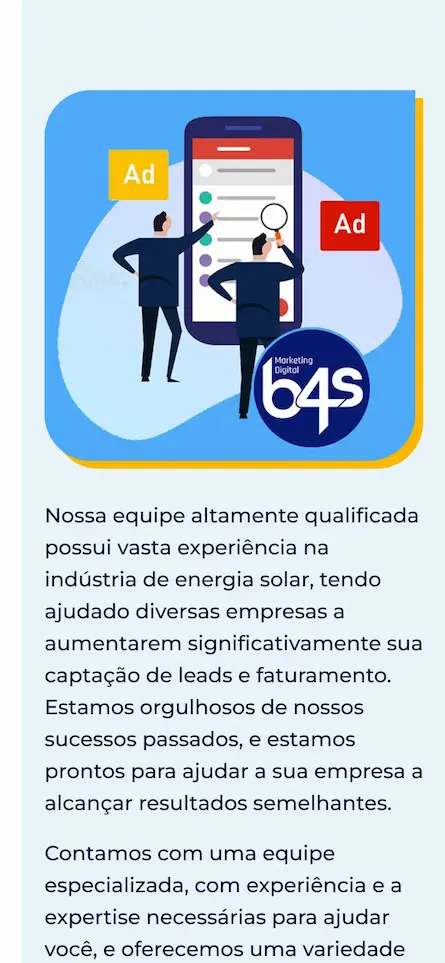 Ad
Ad
Marketing
Digital
b4s
Nossa equipe altamente qualificada
possui vasta experiência na
indústria de energia solar, tendo
ajudado diversas empresas a
aumentarem significativamente sua
captação de leads e faturamento.
Estamos orgulhosos de nossos
sucessos passados, e estamos
prontos para ajudar a sua empresa a
alcançar resultados semelhantes.
Contamos com uma equipe
especializada, com experiência e a
expertise necessárias para ajudar
você, e oferecemos uma variedade